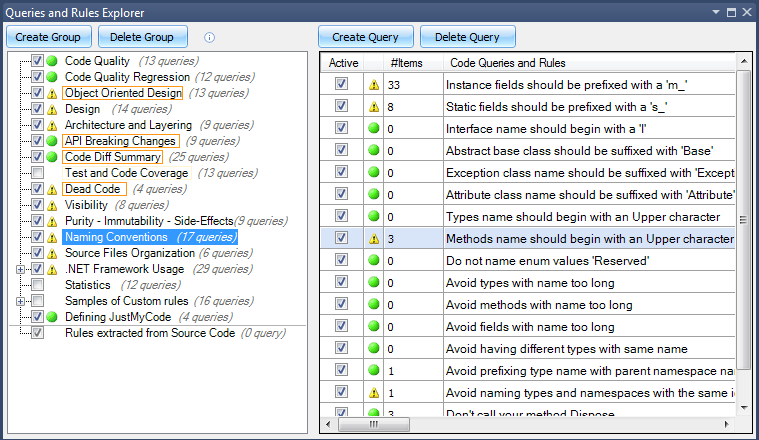 Queries and Rules Explorer
Create Group Delete Group
Code Quality (13 queries)
Code Quality Regression (12 queries)
Object Oriented Design (13 queries)
Design (14 queries)
Architecture and Layering (9 queries)
API Breaking Changes (9 queries)
Code Diff Summary (25 queries)
Test and Code Coverage (13 queries)
Dead Code (4 queries)
Visibility (8 queries)
Purity - Immutability - Side-Effects(9 queries)
Naming Conventions (17 queries)
Source Files Organization (6 queries)
.NET Framework Usage (29 queries)
Statistics (12 queries)
Samples of Custom rules (16 queries)
Defining JustMyCode (4 queries)
Rules extracted from Source Code (0 query)
Create Query Delete Query
Active #Items Code Queries and Rules
33 Instance fields should be prefixed with a 'm_'
8 Static fields should be prefixed with a 's_'
0 Interface name should begin with a 'I'
0 Abstract base class should be suffixed with 'Base'
0 Exception class name should be suffixed with 'Except
0 Attribute class name should be suffixed with 'Attribute'
0 Types name should begin with an Upper character
3 Methods name should begin with an Upper character
0 Do not name enum values 'Reserved'
0 Avoid types with name too long
0 Avoid methods with name too long
0 Avoid fields with name too long
0 Avoid having different types with same name
1 Avoid prefixing type name with parent namespace na
1 Avoid naming types and namespaces with the same i
3 Don't call your method Dispose